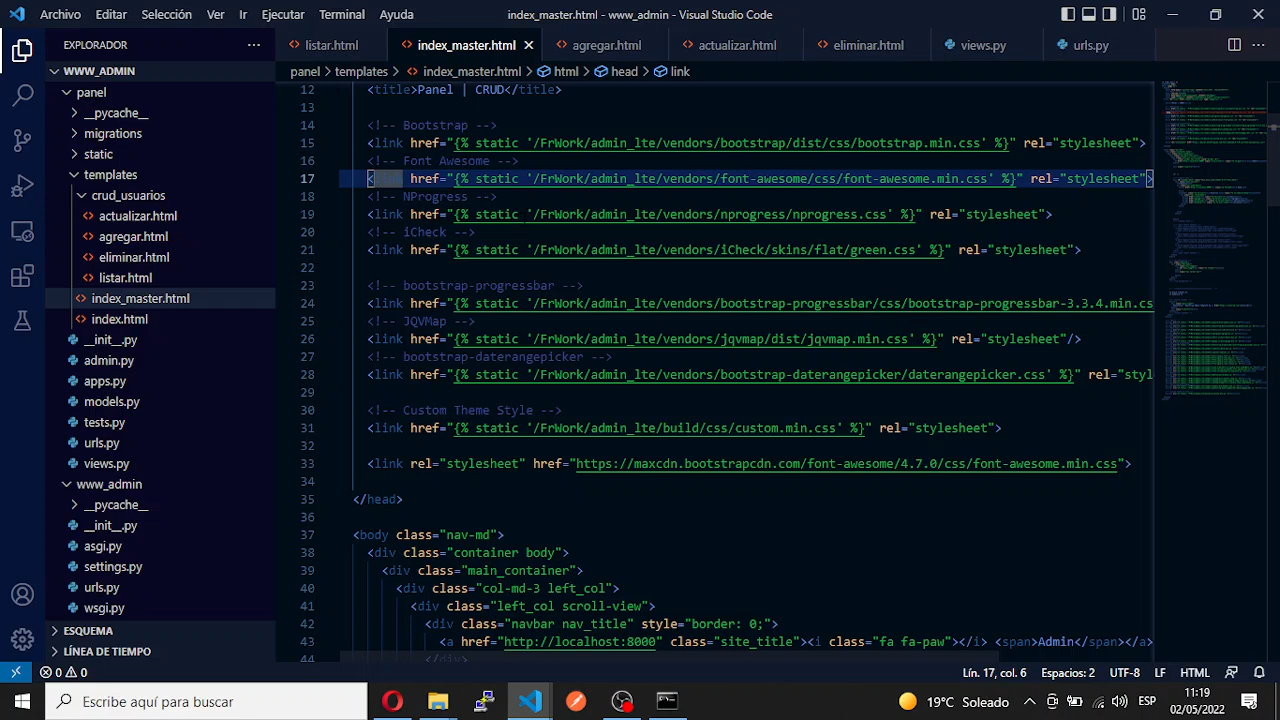 Archivo Editar Selección Ver Ir Ejecutar Terminal Ayuda index_master.html - www_admin - Visual Studio Code
EXPLORADOR
WWW_ADMIN
panel
__pycache__
migrations
templates
usuarios
actualizar.html
agregar.html
html
listar.html
index_master.html
index.html
apps.py
models.py
tests.py
urls.py
views.py
www_admin
__pycache__
__init__.py
asgi.py
settings.py
urls.py
wsgi.py
ESQUEMA
LÍNEA DE TIEMPO
listar.html index_master.html agregar.html actualizar.html eliminar.html views.py urls.py
panel templates index_master.html html head link
12 <title>Panel | CRUD</title>
13
14 <!-- Bootstrap -->
15 <link href="{% static '/FrWork/admin_lte/vendors/bootstrap/dist/css/bootstrap.min.css' %}" rel="stylesheet">
16 <!-- Font Awesome -->
17 <link href="{% static '/FrWork/admin_lte/vendors/font-awesome/css/font-awesome.min.css' %}" rel="stylesheet">
18 <!-- NProgress -->
19 <link href="{% static '/FrWork/admin_lte/vendors/nprogress/nprogress.css' %}" rel="stylesheet">
20 <!-- iCheck -->
21 <link href="{% static '/FrWork/admin_lte/vendors/iCheck/skins/flat/green.css' %}" rel="stylesheet">
22
23 <!-- bootstrap-progressbar -->
24 <link href="{% static '/FrWork/admin_lte/vendors/bootstrap-progressbar/css/bootstrap-progressbar-3.3.4.min.cs
25 <!-- JQVMap -->
26 <link href="{% static '/FrWork/admin_lte/vendors/jqvmap/dist/jqvmap.min.css' %}" rel="stylesheet"/>
27 <!-- bootstrap-daterangepicker -->
28 <link href="{% static '/FrWork/admin_lte/vendors/bootstrap-daterangepicker/daterangepicker.css' %}" rel="styl
29
30 <!-- Custom Theme Style -->
31 <link href="{% static '/FrWork/admin_lte/build/css/custom.min.css' %}" rel="stylesheet">
32
33 <link rel="stylesheet" href="https://maxcdn.bootstrapcdn.com/font-awesome/4.7.0/css/font-awesome.min.css">
34
35 </head>
36
37 <body class="nav-md">
38 <div class="container body">
39 <div class="main_container">
40 <div class="col-md-3 left_col">
41 <div class="left_col scroll-view">
42 <div class="navbar nav_title" style="border: 0;">
43 <a href="http://localhost:8000" class="site_title"><i class="fa fa-paw"></i> <span>Admin</span></a>
44 </div>
0 0 Lín. 17, col. 6 Espacios: 2 UTF-8 LF HTML
Escribe aquí para buscar 19°C Soleado ESP 11:19
02/05/2022